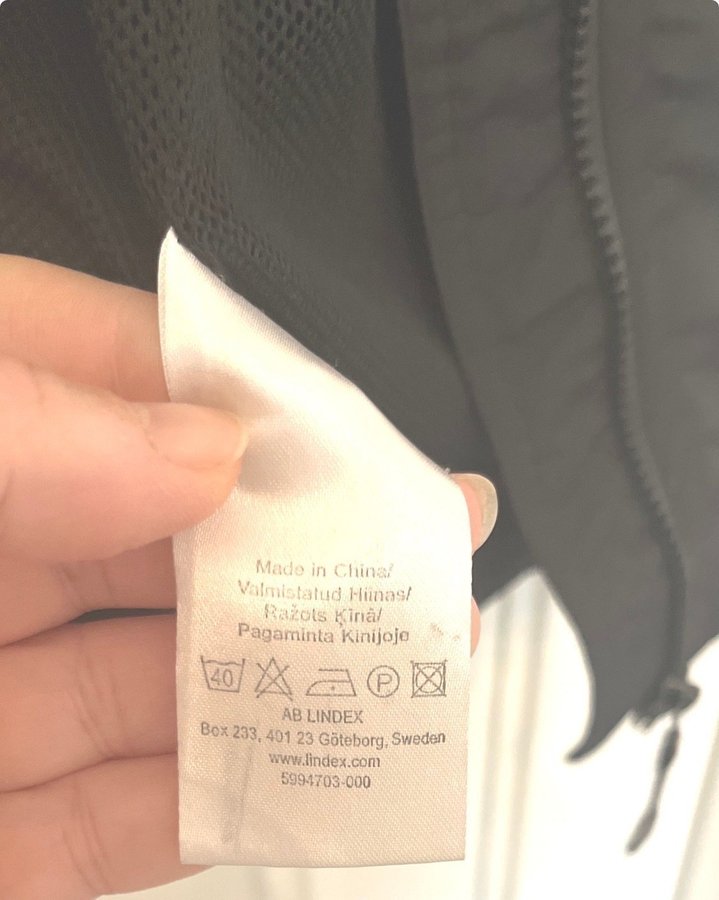 Made in China/
Valmistatud Hiinas/
Ražots Ķīnā/
Pagaminta Kinijoje
40 P
AB LINDEX
Box 233, 401 23 Göteborg, Sweden
www.lindex.com
5994703-000